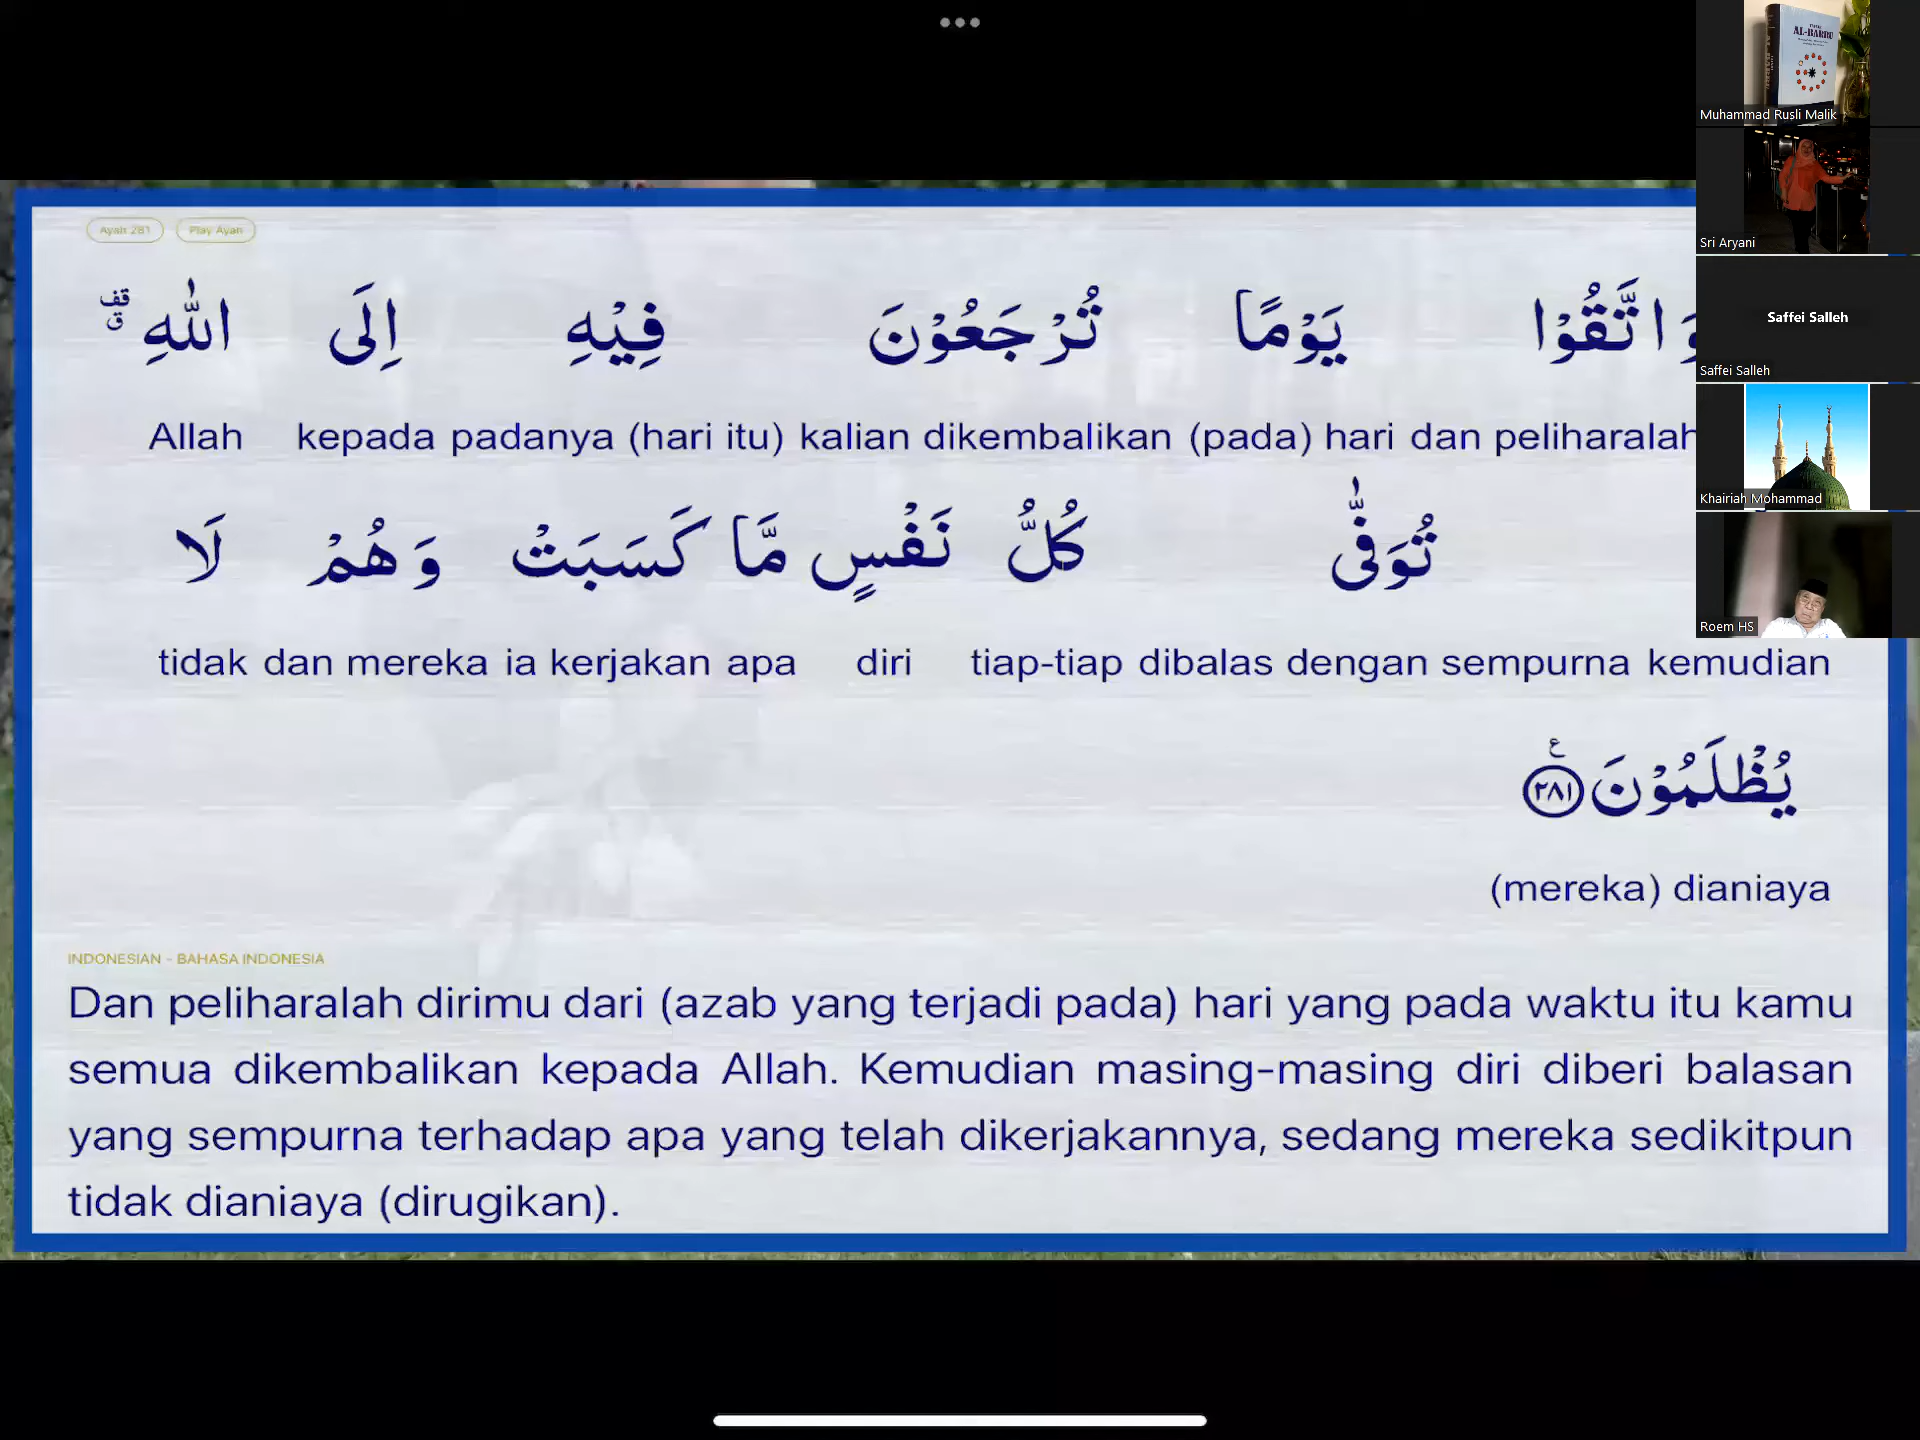 Ayah 281 Play Ayah
وَاتَّقُوْا يَوْمًا تُرْجَعُوْنَ فِيْهِ اِلَى اللّٰهِ ۗ
Allah kepada padanya (hari itu) kalian dikembalikan (pada) hari dan peliharalah
تُوَفّٰى كُلُّ نَفْسٍ مَّا كَسَبَتْ وَهُمْ لَا
tidak dan mereka ia kerjakan apa diri tiap-tiap dibalas dengan sempurna kemudian
يُظْلَمُوْنَ ع ٢٨١
(mereka) dianiaya
INDONESIAN - BAHASA INDONESIA
Dan peliharalah dirimu dari (azab yang terjadi pada) hari yang pada waktu itu kamu
semua dikembalikan kepada Allah. Kemudian masing-masing diri diberi balasan
yang sempurna terhadap apa yang telah dikerjakannya, sedang mereka sedikitpun
tidak dianiaya (dirugikan).
AL-BARRU
Muhammad Rusli Malik
Sri Aryani
Saffei Salleh
Saffei Salleh
Khairiah Mohammad
Roem HS